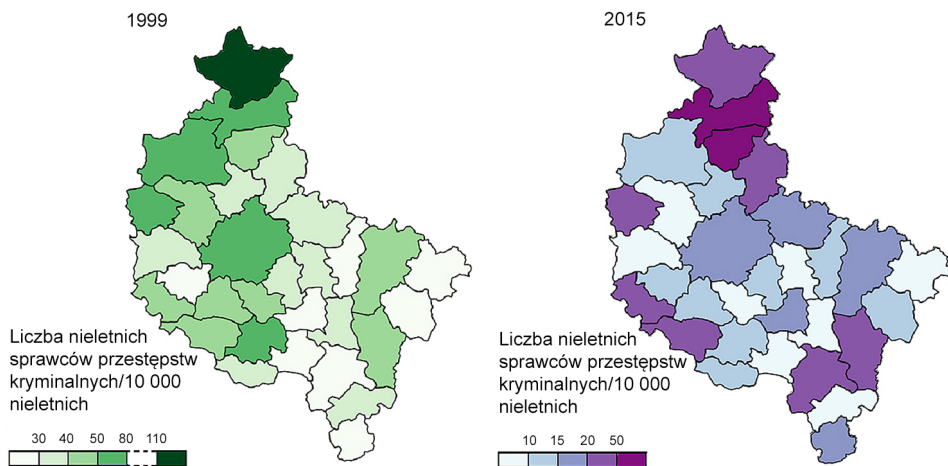 1999
2015
Liczba nieletnich
sprawców przestępstw
kryminalnych/10 000
nieletnich
30 40 50 80 110
Liczba nieletnich
sprawców przestępstw
kryminalnych/10 000
nieletnich
10 15 20 50